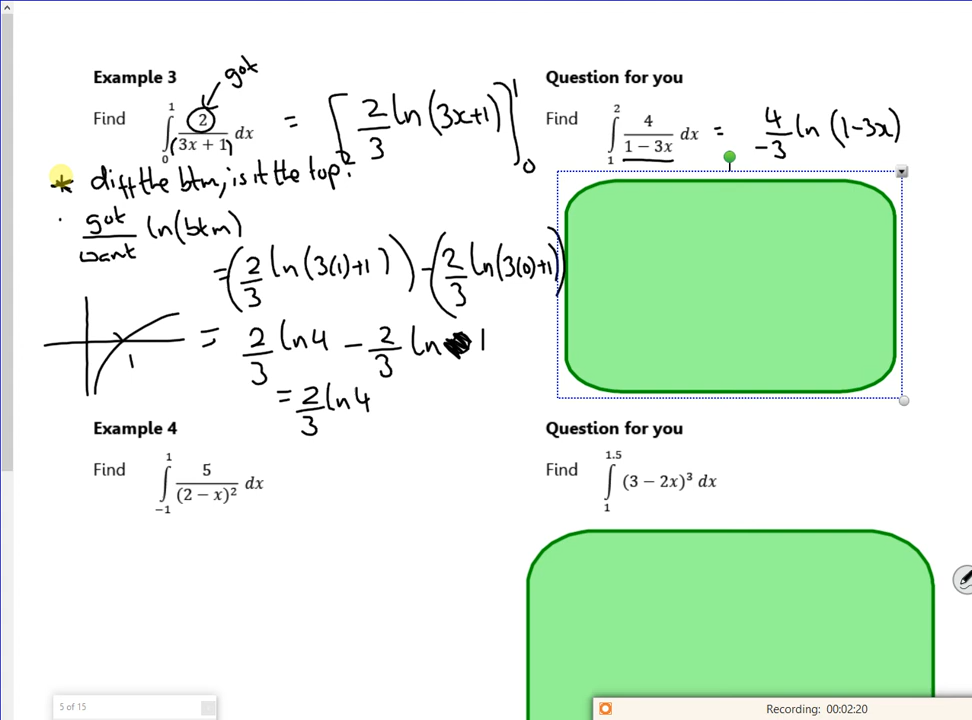 Example 3
got
Find ∫₀¹ 2/(3x + 1) dx = [2/3 ln(3x+1)]₀¹
* diff the btm, is it the top?
· got/want ln(btm)
= (2/3 ln(3(1)+1)) - (2/3 ln(3(0)+1))
1
= 2/3 ln4 - 2/3 ln 1
= 2/3 ln4
Question for you
Find ∫₁² 4/(1 − 3x) dx = 4/-3 ln (1-3x)
Example 4
Find ∫₋₁¹ 5/(2 − x)² dx
Question for you
Find ∫₁^1.5 (3 − 2x)³ dx
5 of 15
Recording: 00:02:20